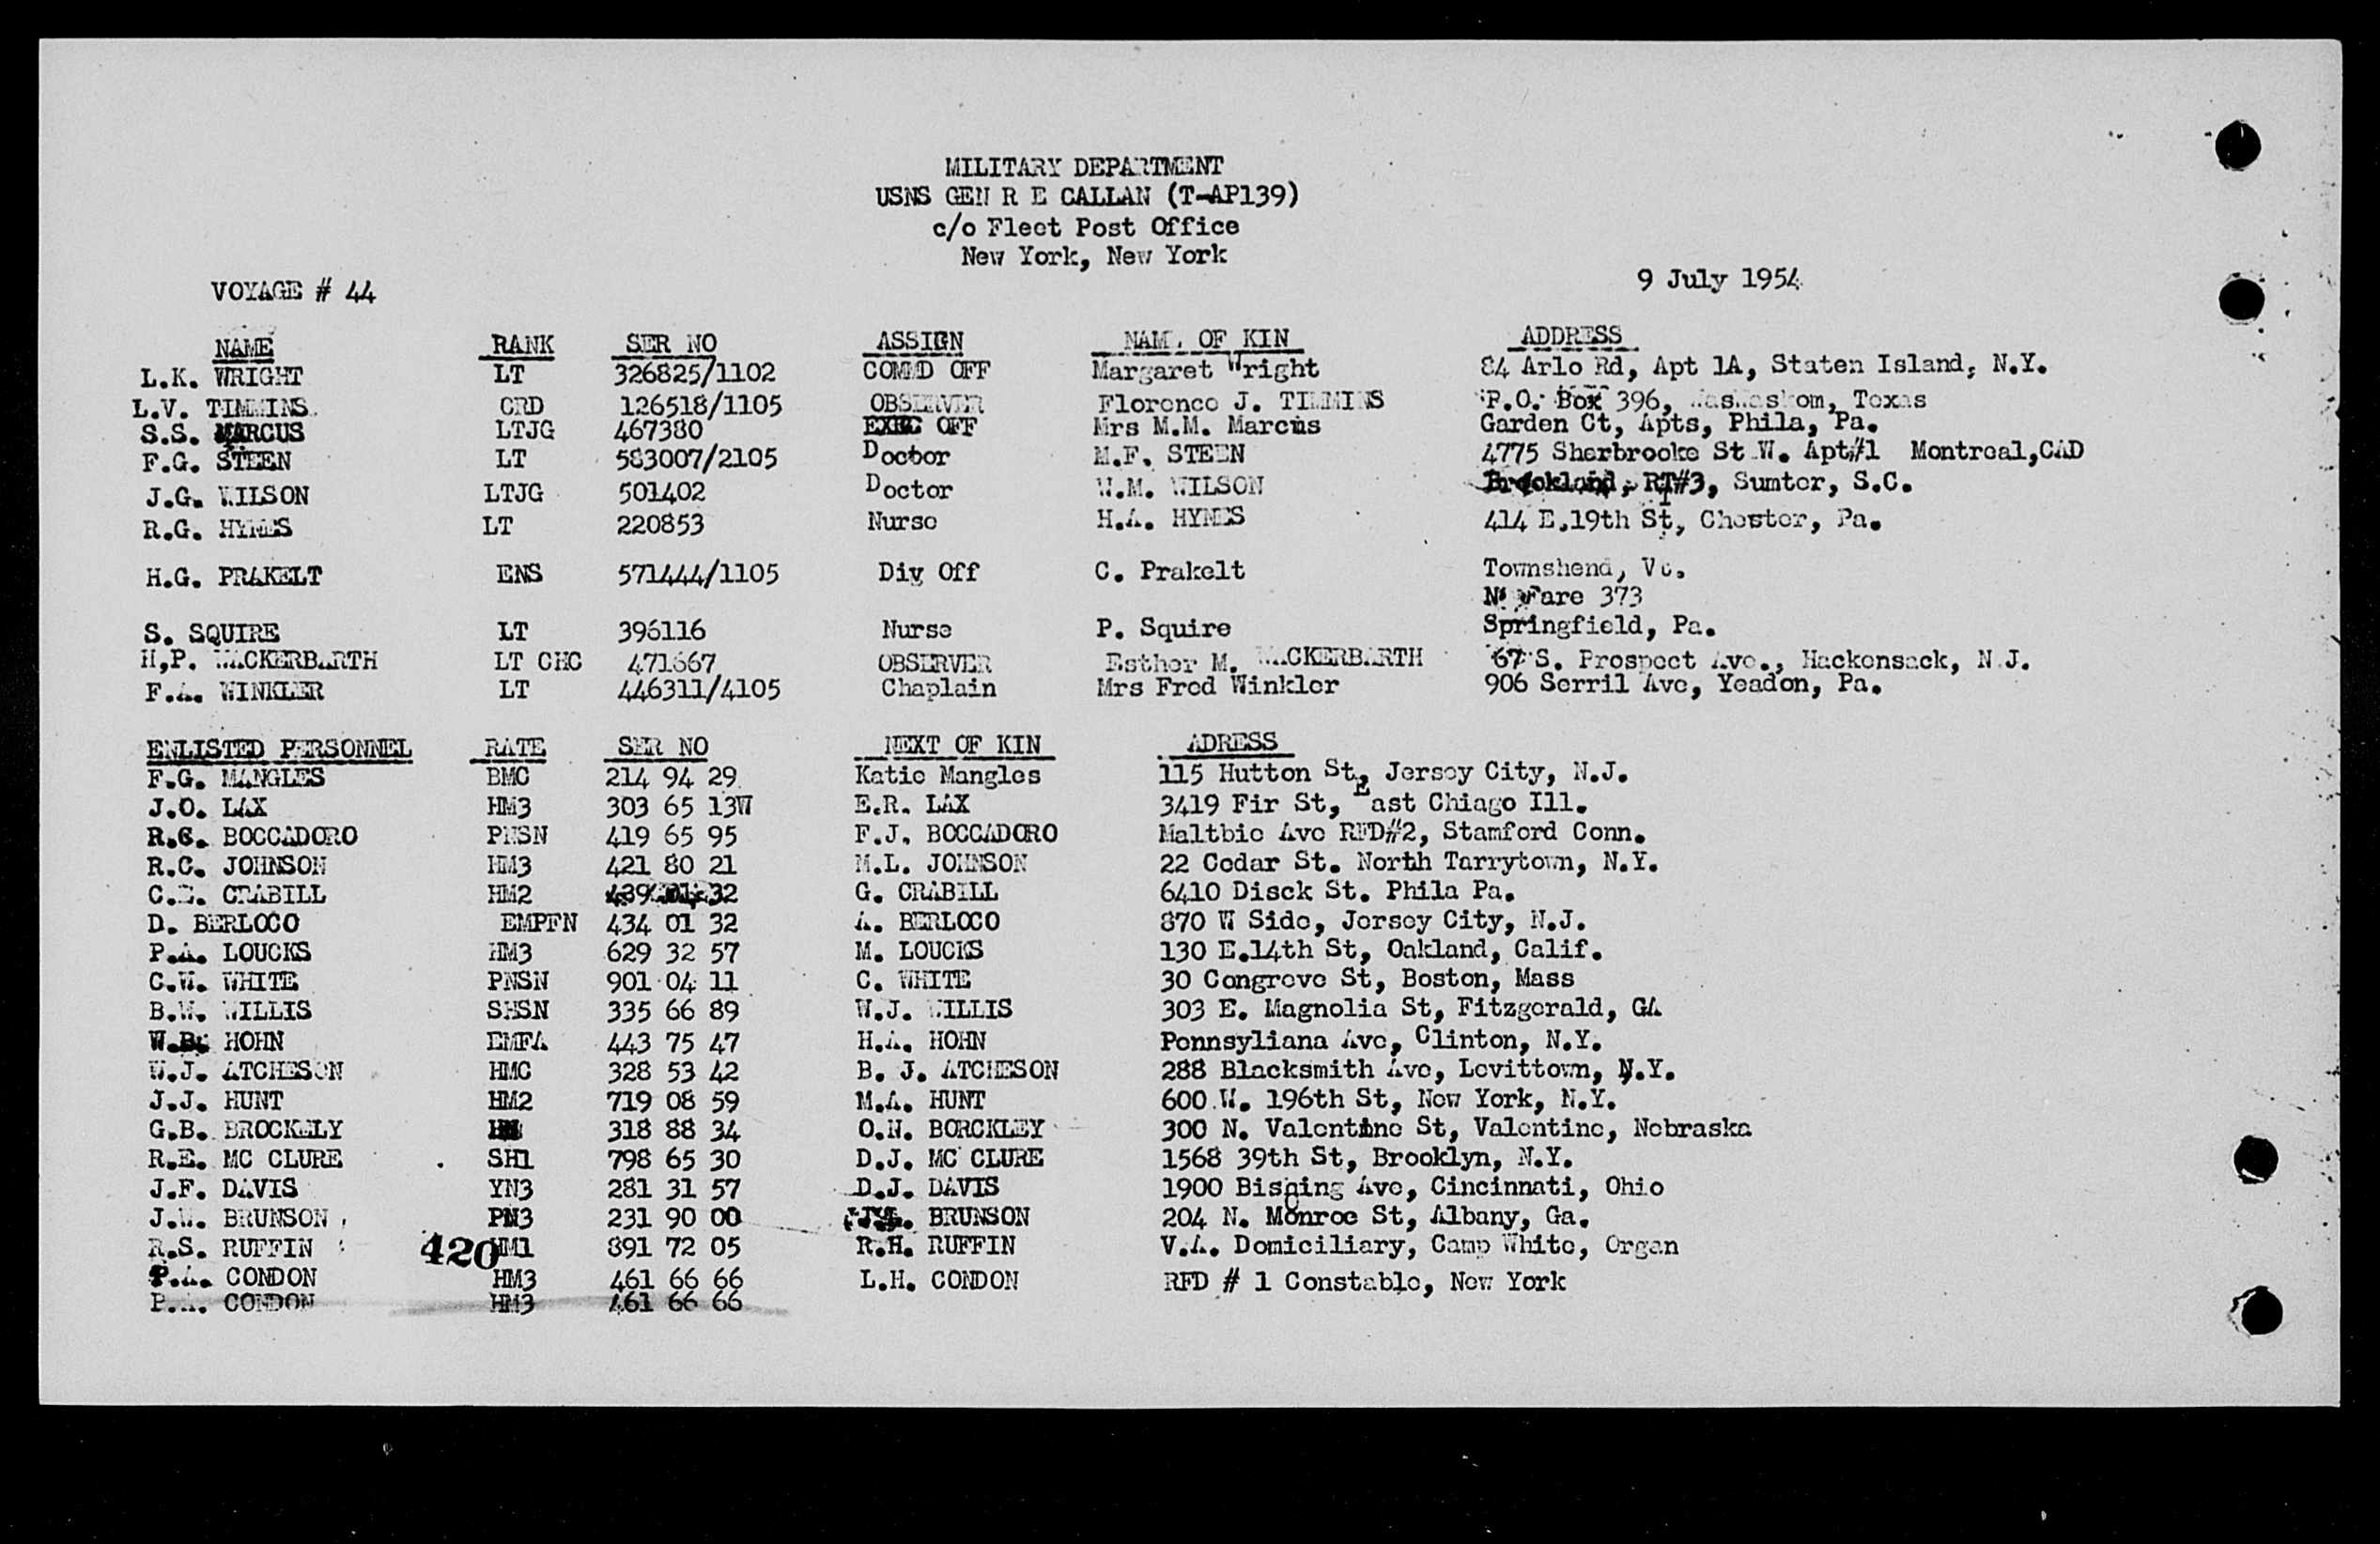 MILITARY DEPARTMENT
USNS GEN R E CALLAN (T-AP139)
c/o Fleet Post Office
New York, New York
9 July 1954
VOYAGE # 44
NAME RANK SER NO ASSIGN NAME OF KIN ADDRESS
L.K. WRIGHT LT 326825/1102 COMMD OFF Margaret Wright 84 Arlo Rd, Apt 1A, Staten Island, N.Y.
L.V. TIMMINS CRD 126518/1105 OBSERVER Florence J. TIMMINS P.O. Box 396, Texas
S.S. MARCUS LTJG 467380 EXEC OFF Mrs M.M. Marcus Garden Ct, Apts, Phila, Pa.
F.G. STEEN LT 583007/2105 Doctor M.F. STEEN 4775 Sherbrooke St W. Apt#1 Montreal,CAD
J.G. WILSON LTJG 501402 Doctor W.M. WILSON Brookland, RT#3, Sumter, S.C.
R.G. HYNES LT 220853 Nurse H.A. HYNES 414 E.19th St, Chester, Pa.
H.G. PRAKELT ENS 571444/1105 Div Off C. Prakelt Townshend, Vt.
Fare 373
S. SQUIRE LT 396116 Nurse P. Squire Springfield, Pa.
H,P. WACKERBARTH LT CHC 471667 OBSERVER Esther M. WACKERBARTH 67 S. Prospect Ave., Hackensack, N.J.
F.A. WINKLER LT 446311/4105 Chaplain Mrs Fred Winkler 906 Serril Ave, Yeadon, Pa.
ENLISTED PERSONNEL RATE SER NO NEXT OF KIN ADRESS
F.G. MANGLES BMC 214 94 29 Katie Mangles 115 Hutton St, Jersey City, N.J.
J.O. LAX HM3 303 65 13W E.R. LAX 3419 Fir St, East Chiago Ill.
R.C. BOCCADORO PNSN 419 65 95 F.J. BOCCADORO Maltbie Ave RFD#2, Stamford Conn.
R.C. JOHNSON HM3 421 80 21 M.L. JOHNSON 22 Cedar St. North Tarrytown, N.Y.
C.E. CRABILL HM2 32 G. CRABILL 6410 Disck St. Phila Pa.
D. BERLOCO EMPFN 434 01 32 A. BERLOCO 870 W Side, Jersey City, N.J.
P.A. LOUCKS HM3 629 32 57 M. LOUCKS 130 E.14th St, Oakland, Calif.
C.W. WHITE PNSN 901 04 11 C. WHITE 30 Congreve St, Boston, Mass
B.W. WILLIS SHSN 335 66 89 W.J. WILLIS 303 E. Magnolia St, Fitzgerald, GA
W.B. HOHN EMFA 443 75 47 H.A. HOHN Pennsyliana Ave, Clinton, N.Y.
W.J. ATCHESON HMC 328 53 42 B. J. ATCHESON 288 Blacksmith Ave, Levittown, N.Y.
J.J. HUNT HM2 719 08 59 M.A. HUNT 600 W. 196th St, New York, N.Y.
G.B. BROCKELY HN 318 88 34 O.N. BORCKLEY 300 N. Valentine St, Valentine, Nebraska
R.E. MC CLURE SH1 798 65 30 D.J. MC CLURE 1568 39th St, Brooklyn, N.Y.
J.F. DAVIS YN3 281 31 57 D.J. DAVIS 1900 Bisping Ave, Cincinnati, Ohio
J.W. BRUNSON PN3 231 90 00 BRUNSON 204 N. Monroe St, Albany, Ga.
R.S. RUFFIN 420 HM1 891 72 05 R.H. RUFFIN V.A. Domiciliary, Camp White, Organ
P.A. CONDON HM3 461 66 66 L.H. CONDON RFD # 1 Constable, New York
P.A. CONDON HM3 461 66 66